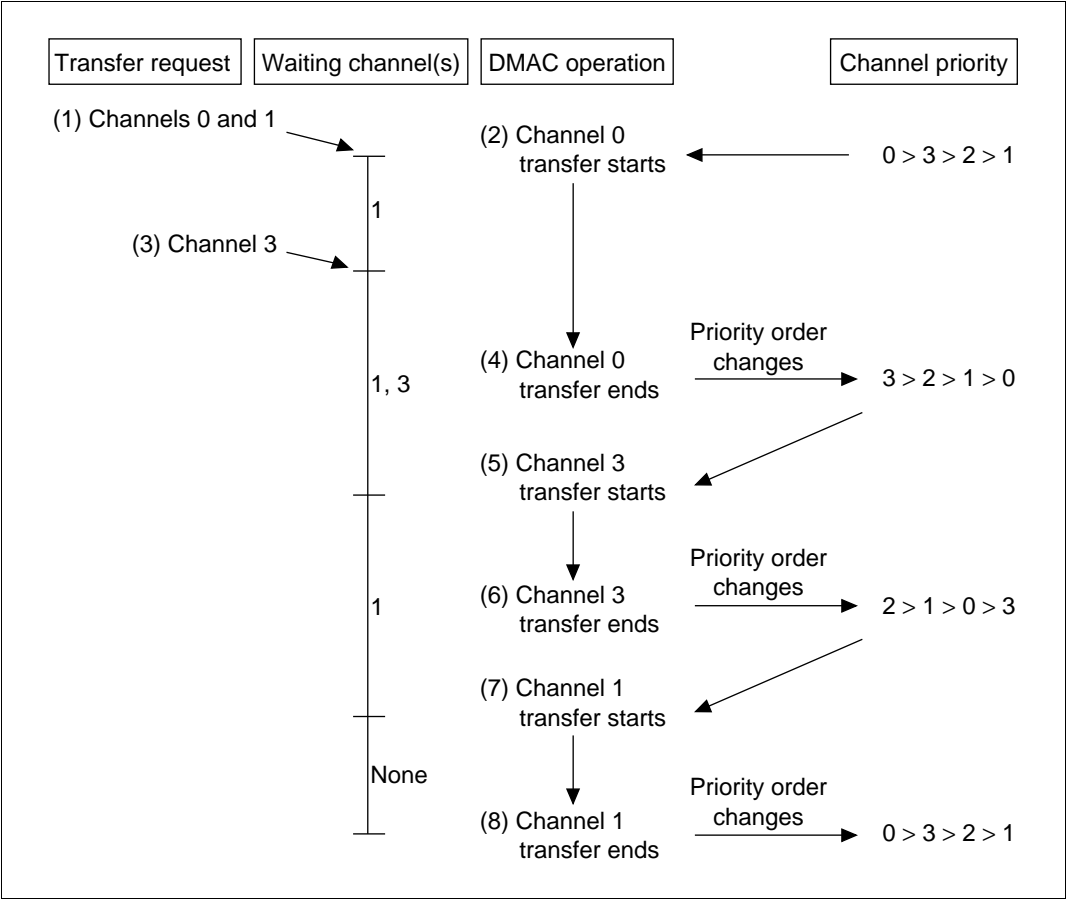 Transfer request
Waiting channel(s)
DMAC operation
Channel priority
(1) Channels 0 and 1
(2) Channel 0
transfer starts
0 > 3 > 2 > 1
1
(3) Channel 3
1, 3
(4) Channel 0
transfer ends
Priority order
changes
3 > 2 > 1 > 0
(5) Channel 3
transfer starts
1
(6) Channel 3
transfer ends
Priority order
changes
2 > 1 > 0 > 3
(7) Channel 1
transfer starts
None
(8) Channel 1
transfer ends
Priority order
changes
0 > 3 > 2 > 1